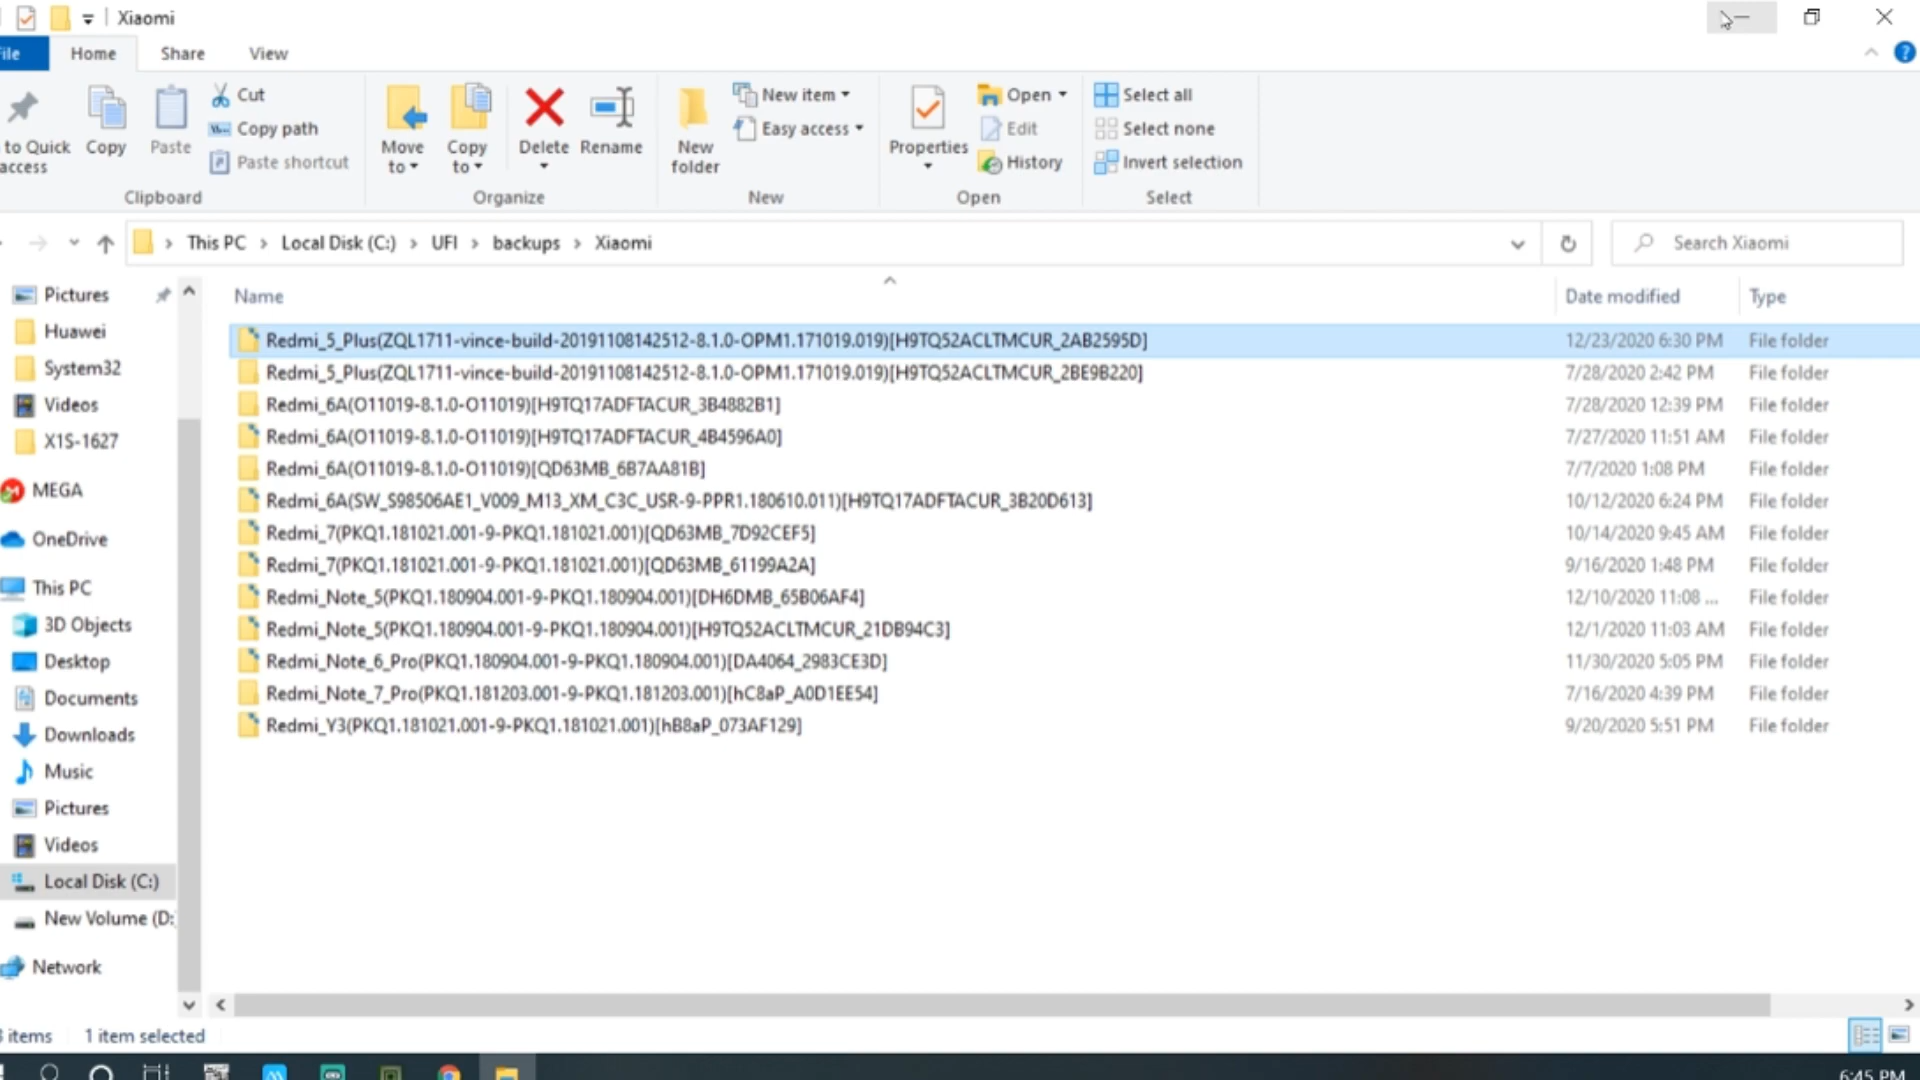 Xiaomi
Home Share View
to Quick access
Copy
Paste
Cut
Copy path
Paste shortcut
Clipboard
Move to
Copy to
Delete
Rename
Organize
New folder
New item
Easy access
New
Properties
Open
Edit
History
Open
Select all
Select none
Invert selection
Select
This PC > Local Disk (C:) > UFI > backups > Xiaomi
Search Xiaomi
Pictures
Huawei
System32
Videos
X1S-1627
MEGA
OneDrive
This PC
3D Objects
Desktop
Documents
Downloads
Music
Pictures
Videos
Local Disk (C:)
New Volume (D:
Network
Name Date modified Type
Redmi_5_Plus(ZQL1711-vince-build-20191108142512-8.1.0-OPM1.171019.019)[H9TQ52ACLTMCUR_2AB2595D] 12/23/2020 6:30 PM File folder
Redmi_5_Plus(ZQL1711-vince-build-20191108142512-8.1.0-OPM1.171019.019)[H9TQ52ACLTMCUR_2BE9B220] 7/28/2020 2:42 PM File folder
Redmi_6A(O11019-8.1.0-O11019)[H9TQ17ADFTACUR_3B4882B1] 7/28/2020 12:39 PM File folder
Redmi_6A(O11019-8.1.0-O11019)[H9TQ17ADFTACUR_4B4596A0] 7/27/2020 11:51 AM File folder
Redmi_6A(O11019-8.1.0-O11019)[QD63MB_6B7AA81B] 7/7/2020 1:08 PM File folder
Redmi_6A(SW_S98506AE1_V009_M13_XM_C3C_USR-9-PPR1.180610.011)[H9TQ17ADFTACUR_3B20D613] 10/12/2020 6:24 PM File folder
Redmi_7(PKQ1.181021.001-9-PKQ1.181021.001)[QD63MB_7D92CEF5] 10/14/2020 9:45 AM File folder
Redmi_7(PKQ1.181021.001-9-PKQ1.181021.001)[QD63MB_61199A2A] 9/16/2020 1:48 PM File folder
Redmi_Note_5(PKQ1.180904.001-9-PKQ1.180904.001)[DH6DMB_65B06AF4] 12/10/2020 11:08 ... File folder
Redmi_Note_5(PKQ1.180904.001-9-PKQ1.180904.001)[H9TQ52ACLTMCUR_21DB94C3] 12/1/2020 11:03 AM File folder
Redmi_Note_6_Pro(PKQ1.180904.001-9-PKQ1.180904.001)[DA4064_2983CE3D] 11/30/2020 5:05 PM File folder
Redmi_Note_7_Pro(PKQ1.181203.001-9-PKQ1.181203.001)[hC8aP_A0D1EE54] 7/16/2020 4:39 PM File folder
Redmi_Y3(PKQ1.181021.001-9-PKQ1.181021.001)[hB8aP_073AF129] 9/20/2020 5:51 PM File folder
items 1 item selected
6:45 PM